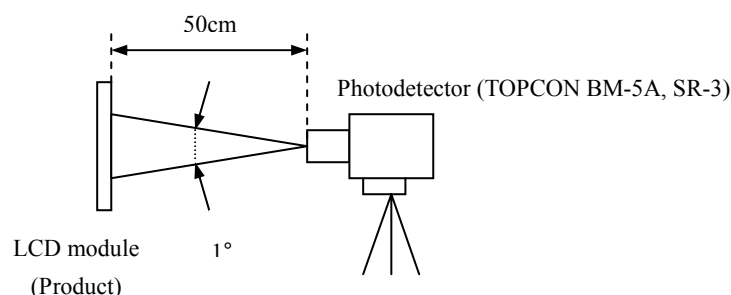 50cm
Photodetector (TOPCON BM-5A, SR-3)
LCD module
(Product)
1°